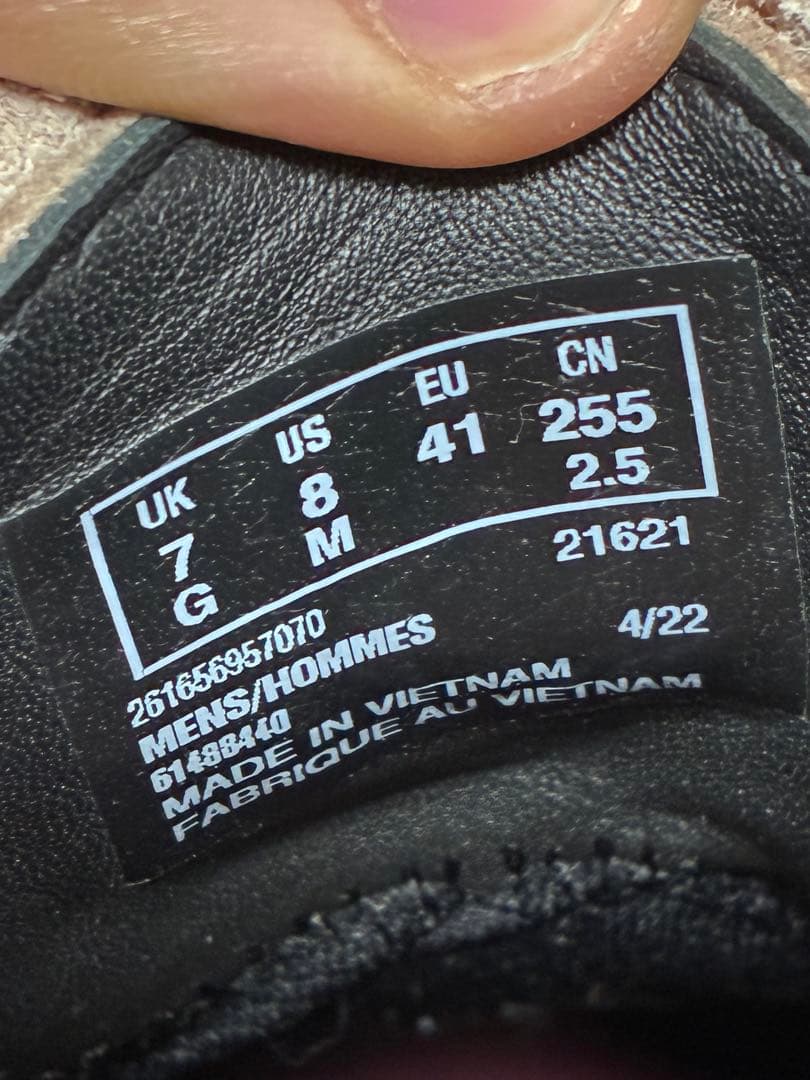 UK US EU CN
7 8 41 255
G M 2.5
21621
261656957070 4/22
MENS/HOMMES
61488440
MADE IN VIETNAM
FABRIQUE AU VIETNAM